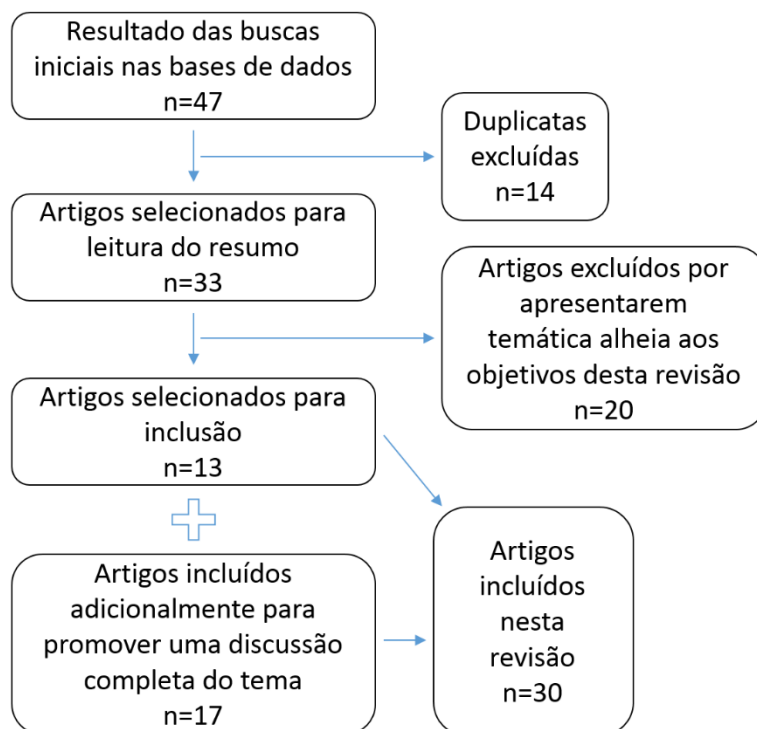 Resultado das buscas
iniciais nas bases de dados
n=47
Duplicatas
excluídas
n=14
Artigos selecionados para
leitura do resumo
n=33
Artigos excluídos por
apresentarem
temática alheia aos
objetivos desta revisão
n=20
Artigos selecionados para
inclusão
n=13
Artigos incluídos
adicionalmente para
promover uma discussão
completa do tema
n=17
Artigos
incluídos
nesta
revisão
n=30